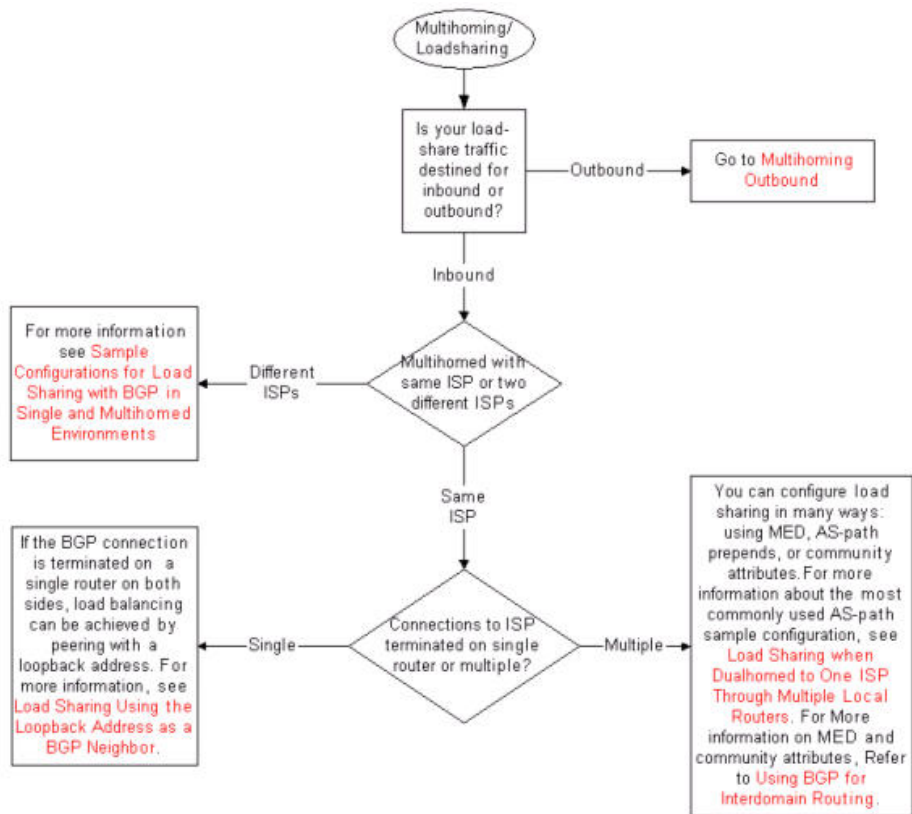 Multihoming/
Loadsharing
Is your load-
share traffic
destined for
inbound or
outbound?
Outbound
Go to Multihoming
Outbound
Inbound
For more information
see Sample
Configurations for Load
Sharing with BGP in
Single and Multihomed
Environments
Different
ISPs
Multihomed with
same ISP or two
different ISPs
Same
ISP
If the BGP connection
is terminated on a
single router on both
sides, load balancing
can be achieved by
peering with a
loopback address. For
more information, see
Load Sharing Using the
Loopback Address as a
BGP Neighbor.
Single
Connections to ISP
terminated on single
router or multiple?
Multiple
You can configure load
sharing in many ways:
using MED, AS-path
prepends, or community
attributes. For more
information about the most
commonly used AS-path
sample configuration, see
Load Sharing when
Dualhomed to One ISP
Through Multiple Local
Routers. For More
information on MED and
community attributes, Refer
to Using BGP for
Interdomain Routing.